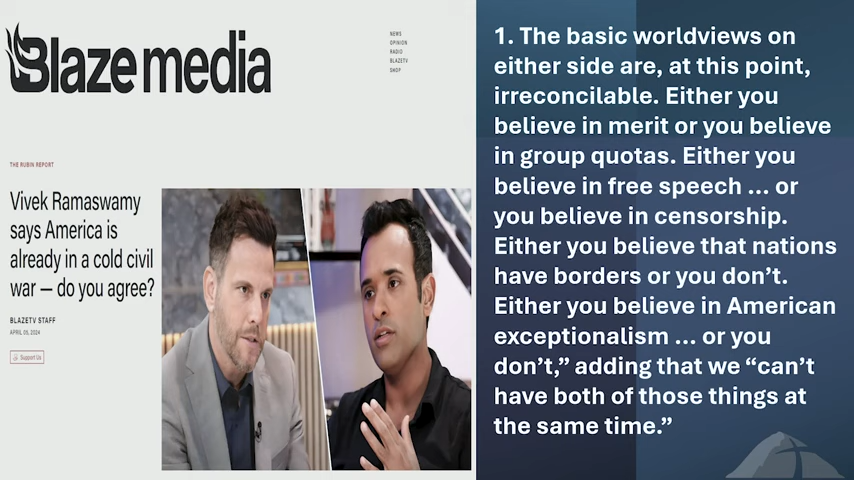 Blaze media
NEWS
OPINION
RADIO
BLAZETV
SHOP
THE RUBIN REPORT
Vivek Ramaswamy
says America is
already in a cold civil
war — do you agree?
BLAZETV STAFF
APRIL 05, 2024
Support Us
1. The basic worldviews on
either side are, at this point,
irreconcilable. Either you
believe in merit or you believe
in group quotas. Either you
believe in free speech ... or
you believe in censorship.
Either you believe that nations
have borders or you don’t.
Either you believe in American
exceptionalism ... or you
don’t,” adding that we “can’t
have both of those things at
the same time.”